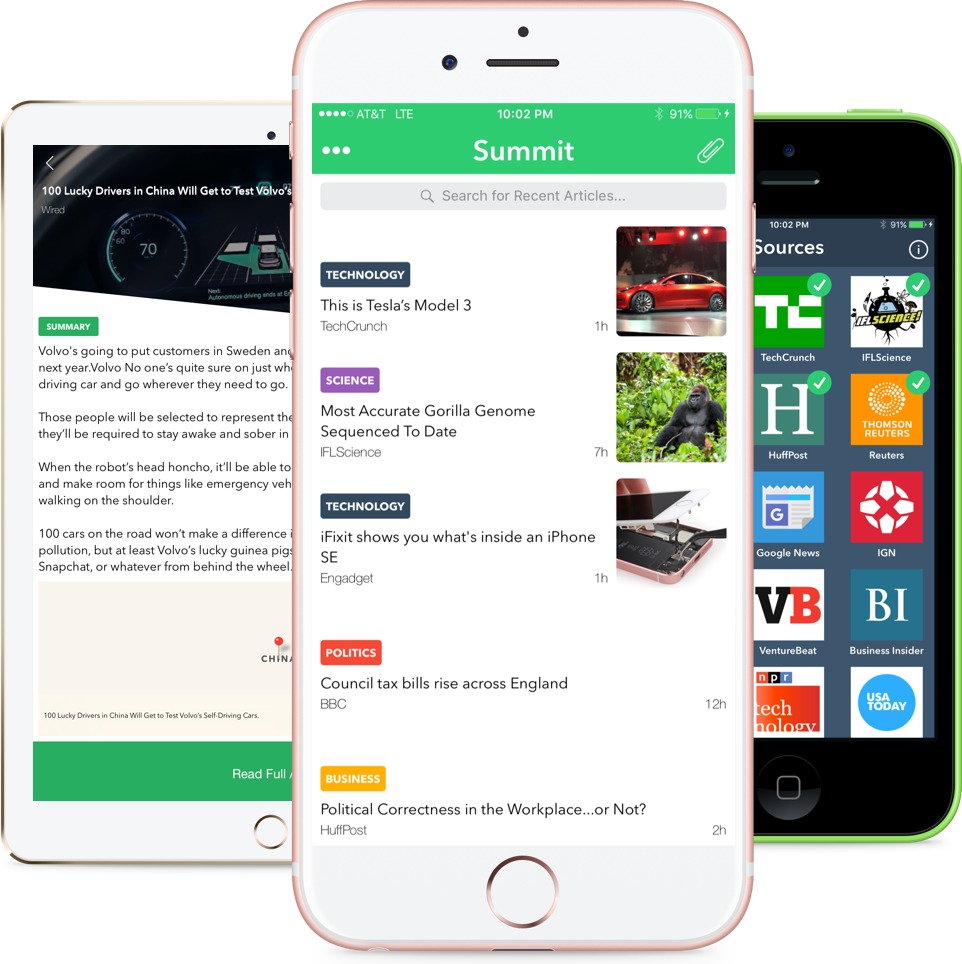 100 Lucky Drivers in China Will Get to Test Volvo's
Wired
80
60
70
Next:
Autonomous driving ends at
SUMMARY
Volvo's going to put customers in Sweden and
next year.Volvo No one's quite sure on just
driving car and go wherever they need to go.
Those people will be selected to represent the
they'll be required to stay awake and sober in
When the robot's head honcho, it'll be able to
and make room for things like emergency
walking on the shoulder.
100 cars on the road won't make a difference
pollution, but at least Volvo's lucky guinea pigs
Snapchat, or whatever from behind the wheel.
CHINA
100 Lucky Drivers in China Will Get to Test Volvo's Self-Driving Cars.
Read Full
AT&T LTE 10:02 PM 91%
Summit
Search for Recent Articles...
TECHNOLOGY
This is Tesla's Model 3
TechCrunch 1h
SCIENCE
Most Accurate Gorilla Genome
Sequenced To Date
IFLScience 7h
TECHNOLOGY
iFixit shows you what's inside an iPhone
SE
Engadget 1h
POLITICS
Council tax bills rise across England
BBC 12h
BUSINESS
Political Correctness in the Workplace...or Not?
HuffPost 2h
10:02 PM 91%
Sources
TC IFLSCIENCE!
TechCrunch IFLScience
H THOMSON
REUTERS
HuffPost Reuters
G
Google News IGN
VB BI
VentureBeat Business Insider
npr USA
TODAY
tech
nology